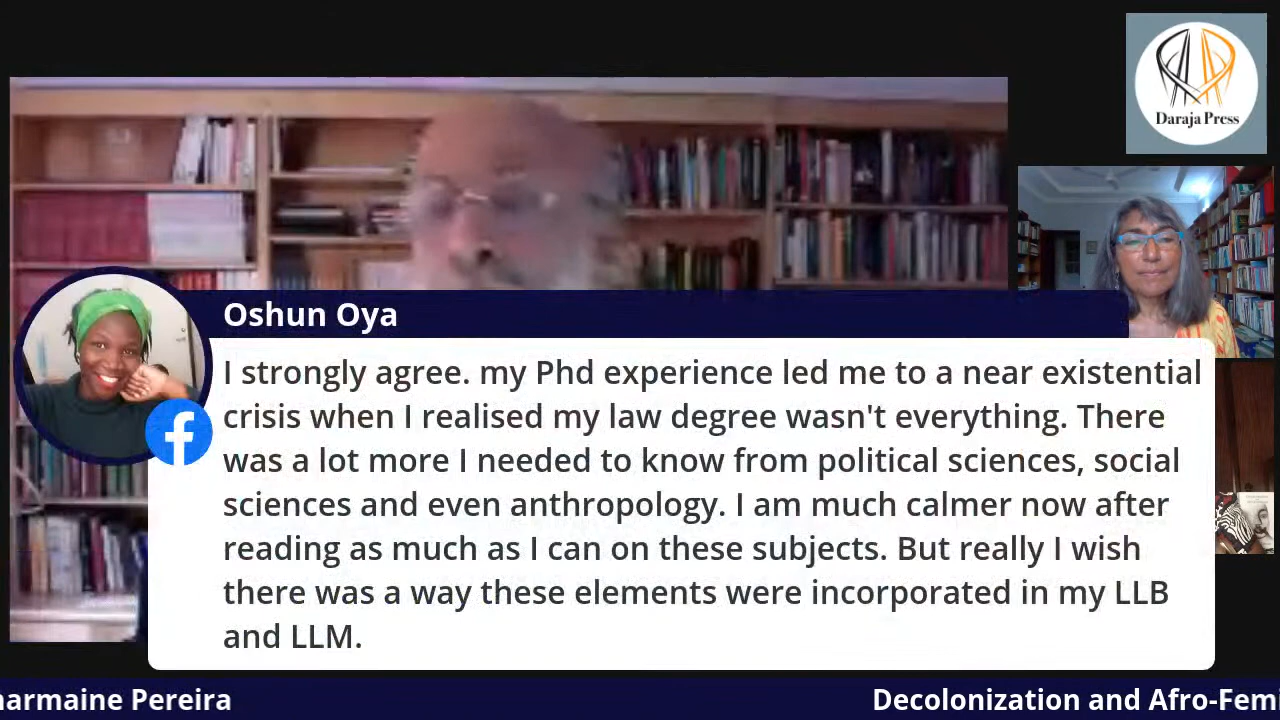 Daraja Press
Oshun Oya
I strongly agree. my Phd experience led me to a near existential
crisis when I realised my law degree wasn't everything. There
was a lot more I needed to know from political sciences, social
sciences and even anthropology. I am much calmer now after
reading as much as I can on these subjects. But really I wish
there was a way these elements were incorporated in my LLB
and LLM.
harmaine Pereira
Decolonization and Afro-Femi